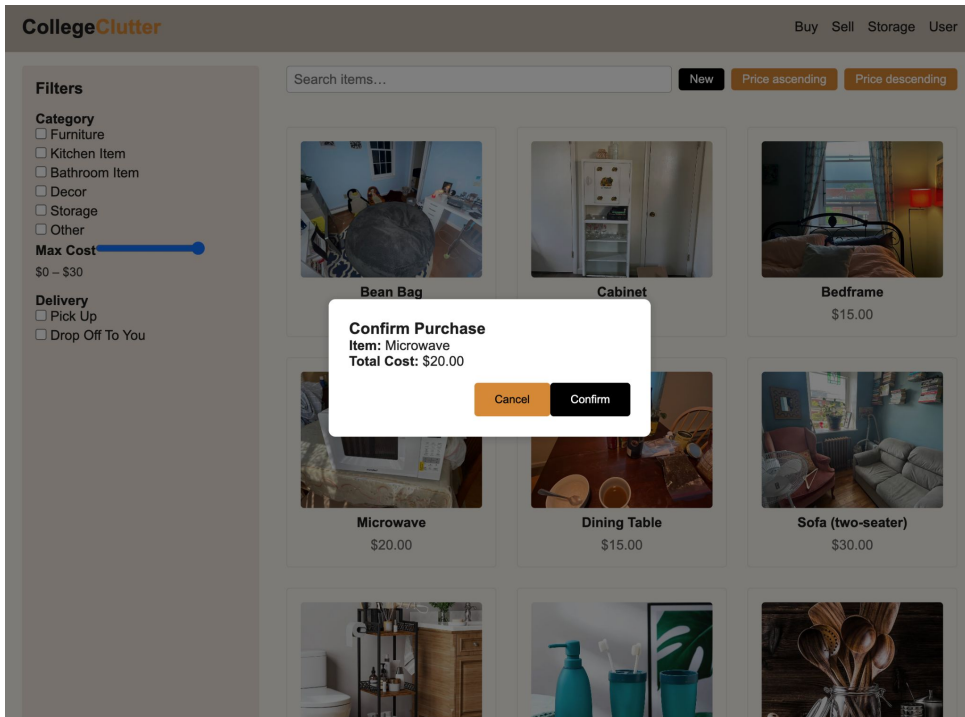 CollegeClutter
Buy Sell Storage User
Filters
Category
Furniture
Kitchen Item
Bathroom Item
Decor
Storage
Other
Max Cost
$0 – $30
Delivery
Pick Up
Drop Off To You
Search items…
New Price ascending Price descending
Bean Bag
Cabinet
Bedframe
$15.00
Confirm Purchase
Item: Microwave
Total Cost: $20.00
Cancel Confirm
Microwave
$20.00
Dining Table
$15.00
Sofa (two-seater)
$30.00